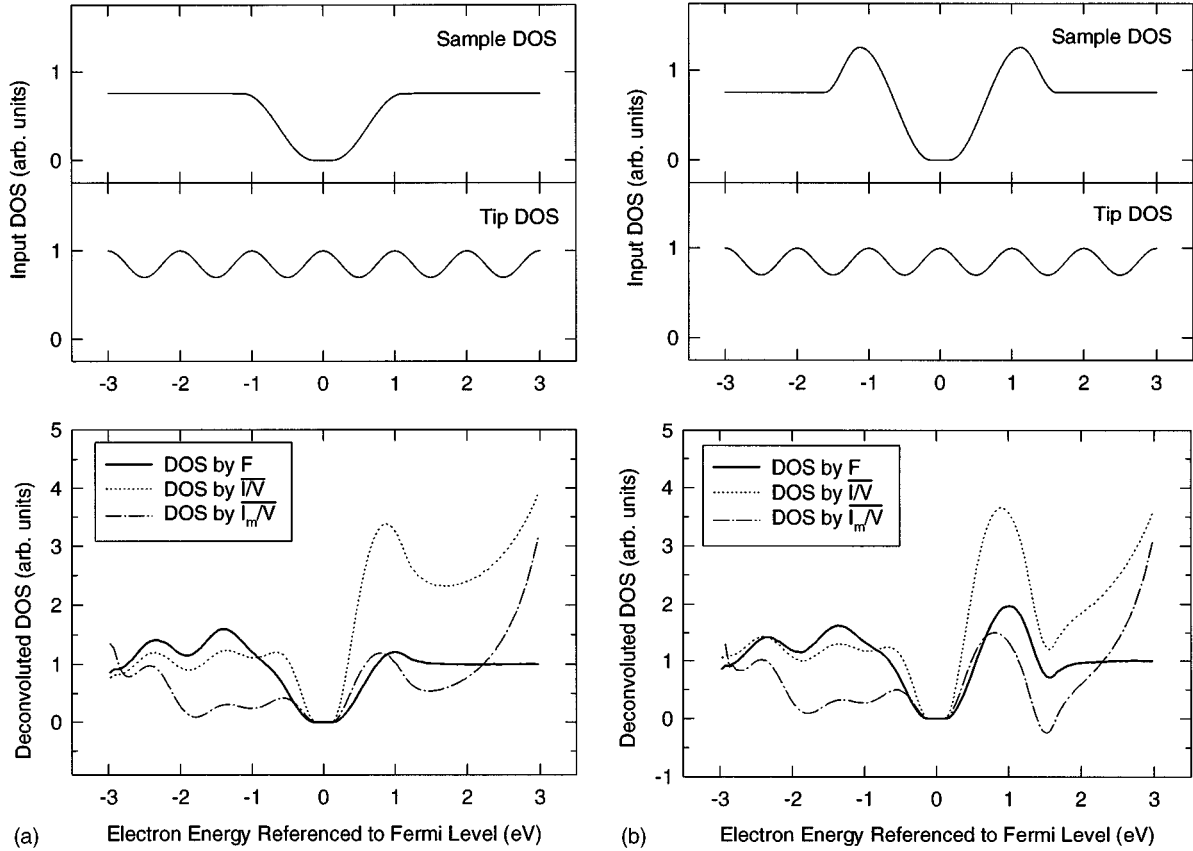 Sample DOS
Input DOS (arb. units)
1
0
Tip DOS
1
0
-3 -2 -1 0 1 2 3
5
4
3
2
1
0
Deconvoluted DOS (arb. units)
DOS by F
DOS by I/V
DOS by Iₘ/V
-3 -2 -1 0 1 2 3
(a) Electron Energy Referenced to Fermi Level (eV)
Sample DOS
Input DOS (arb. units)
1
0
Tip DOS
1
0
-3 -2 -1 0 1 2 3
5
4
3
2
1
0
-1
Deconvoluted DOS (arb. units)
DOS by F
DOS by I/V
DOS by Iₘ/V
-3 -2 -1 0 1 2 3
(b) Electron Energy Referenced to Fermi Level (eV)